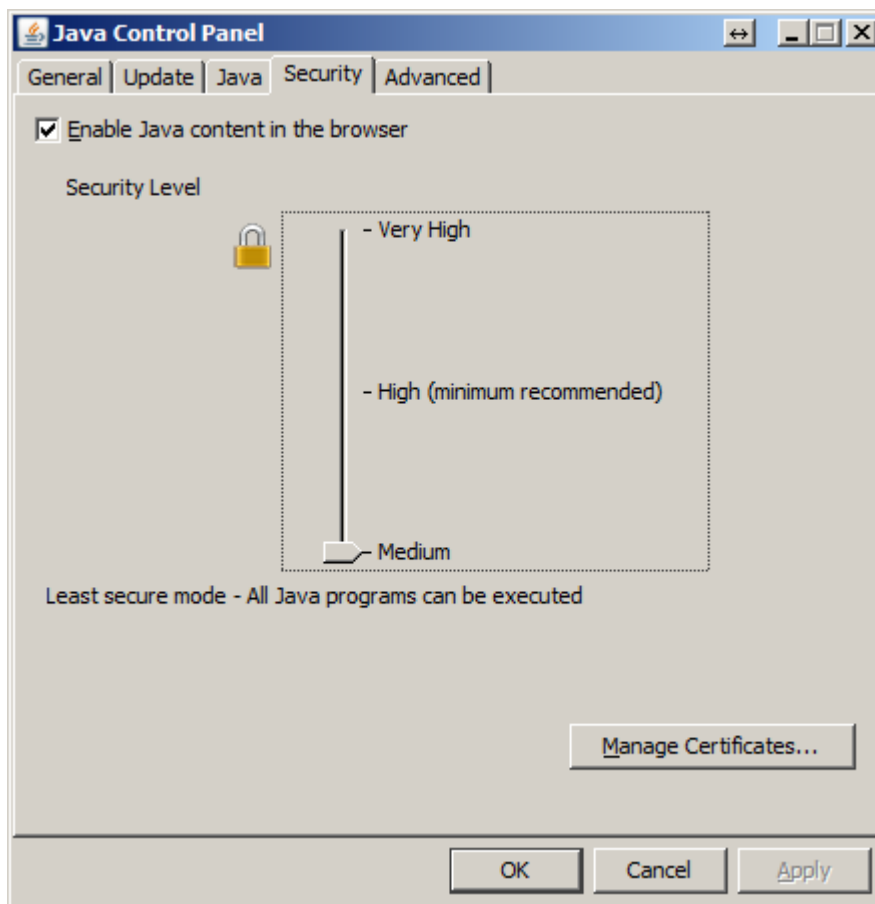 Java Control Panel
General Update Java Security Advanced
Enable Java content in the browser
Security Level
- Very High
- High (minimum recommended)
- Medium
Least secure mode - All Java programs can be executed
Manage Certificates...
OK Cancel Apply